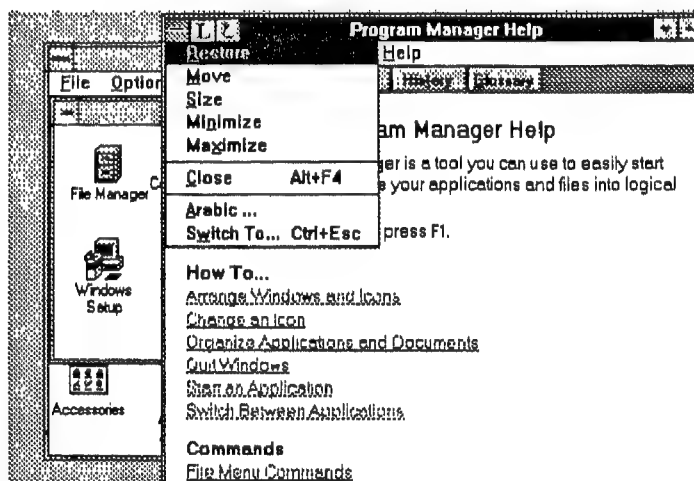 L
Program Manager Help
Restore
Help
File Option
Move
History Glossary
Size
Minimize
Maximize
am Manager Help
Close Alt+F4
ger is a tool you can use to easily start
e your applications and files into logical
File Manager
C
Arabic ...
Switch To... Ctrl+Esc
press F1.
Windows
Setup
How To...
Arrange Windows and Icons
Change an Icon
Organize Applications and Documents
Quit Windows
Start an Application
Switch Between Applications
Accessories
Commands
File Menu Commands